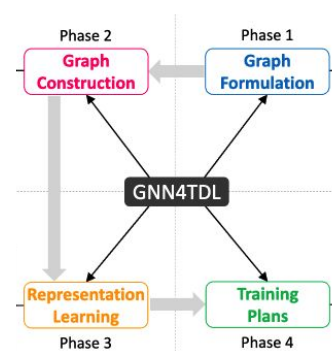 Phase 2
Phase 1
Graph
Construction
Graph
Formulation
GNN4TDL
Representation
Learning
Training
Plans
Phase 3
Phase 4